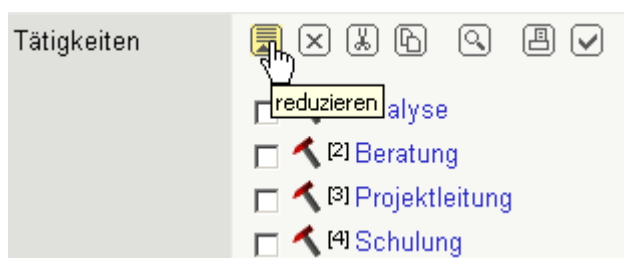 Tätigkeiten
reduzieren
alyse
[2] Beratung
[3] Projektleitung
[4] Schulung